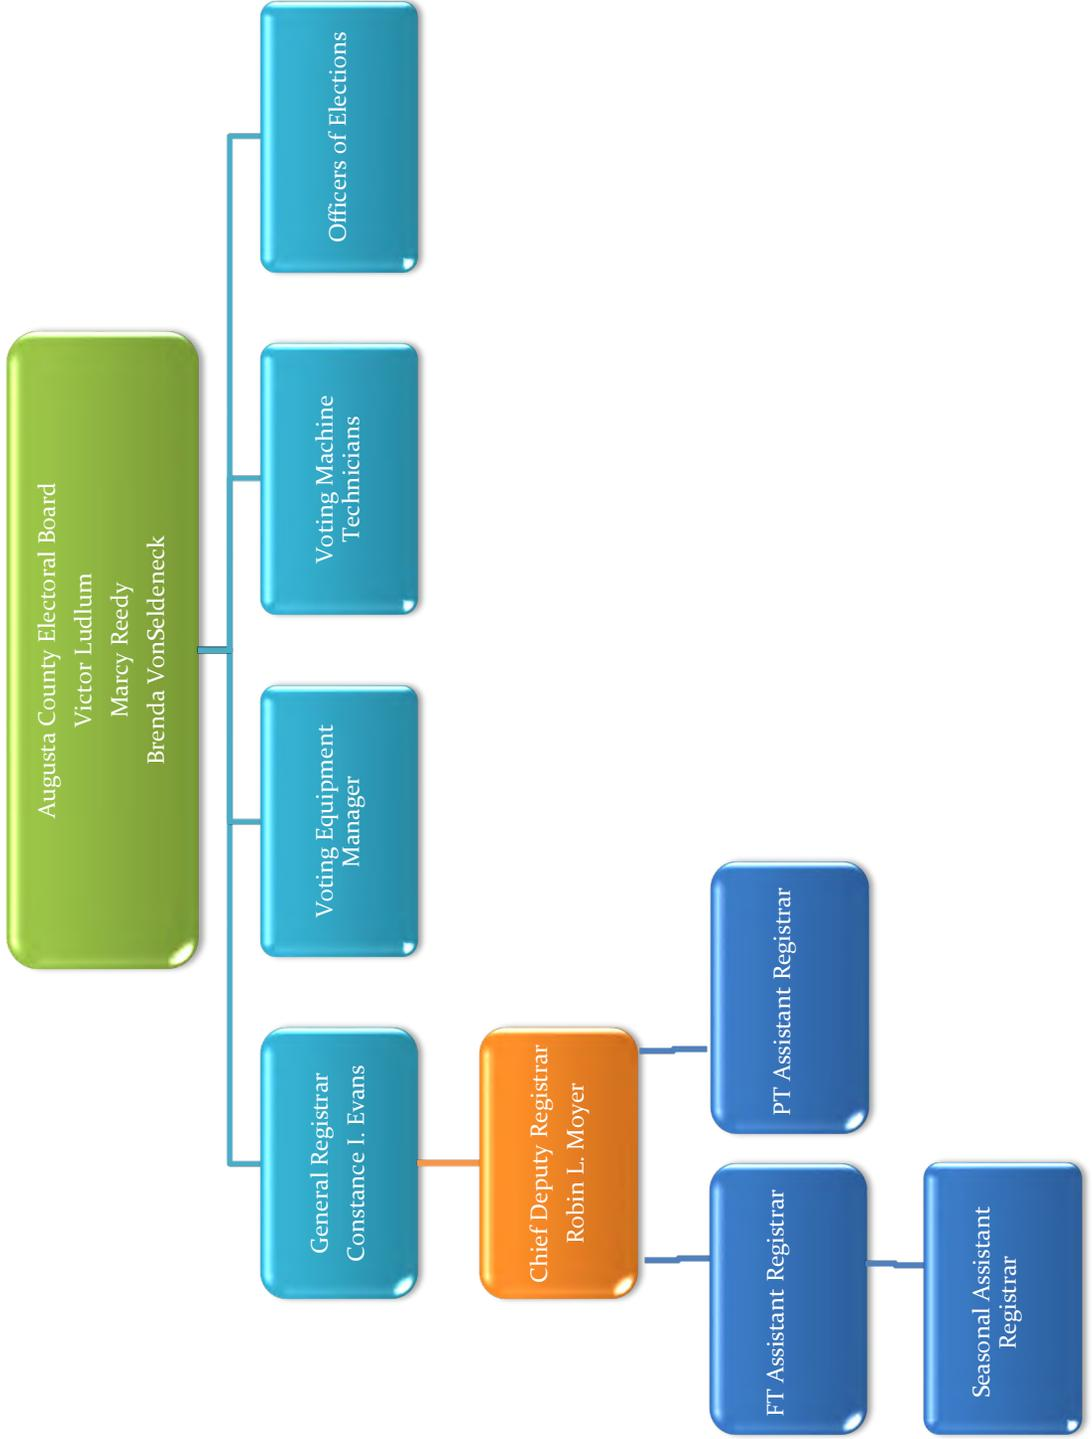 Augusta County Electoral Board
Victor Ludlum
Marcy Reedy
Brenda VonSeldeneck
General Registrar
Constance I. Evans
Voting Equipment
Manager
Voting Machine
Technicians
Officers of Elections
Chief Deputy Registrar
Robin L. Moyer
FT Assistant Registrar
PT Assistant Registrar
Seasonal Assistant
Registrar